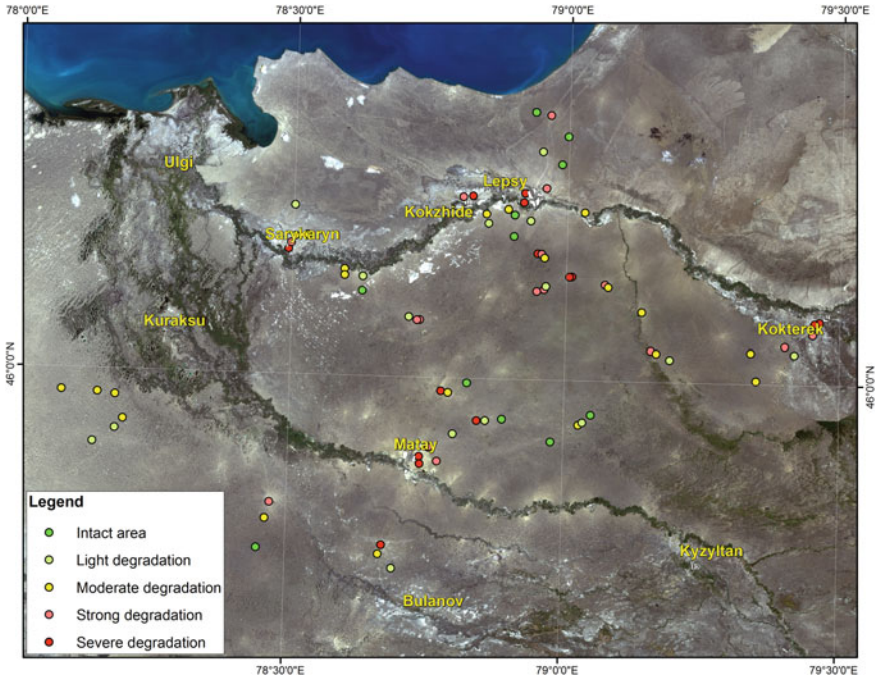 78°0'0"E 78°30'0"E 79°0'0"E 79°30'0"E
Ulgi
Lepsy
Kokzhide
Sarykaryn
Kuraksu
Kokterek
46°0'0"N 46°0'0"N
Matay
Legend
Intact area
Light degradation
Moderate degradation
Strong degradation
Severe degradation
Kyzyltan
Bulanov
78°30'0"E 79°0'0"E 79°30'0"E